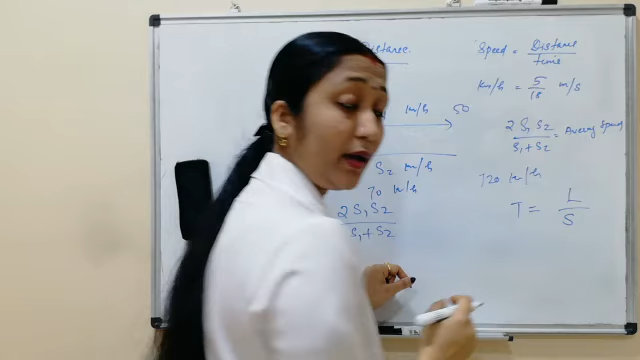 Distance
Speed = Distance
time
km/h = 5 m/s
18
km/h 50
2 S1 S2 = Average Speed
S1 + S2
S2 km/h
70 km/h
2 S1 S2
S1 + S2
720 km/h
T = L
S